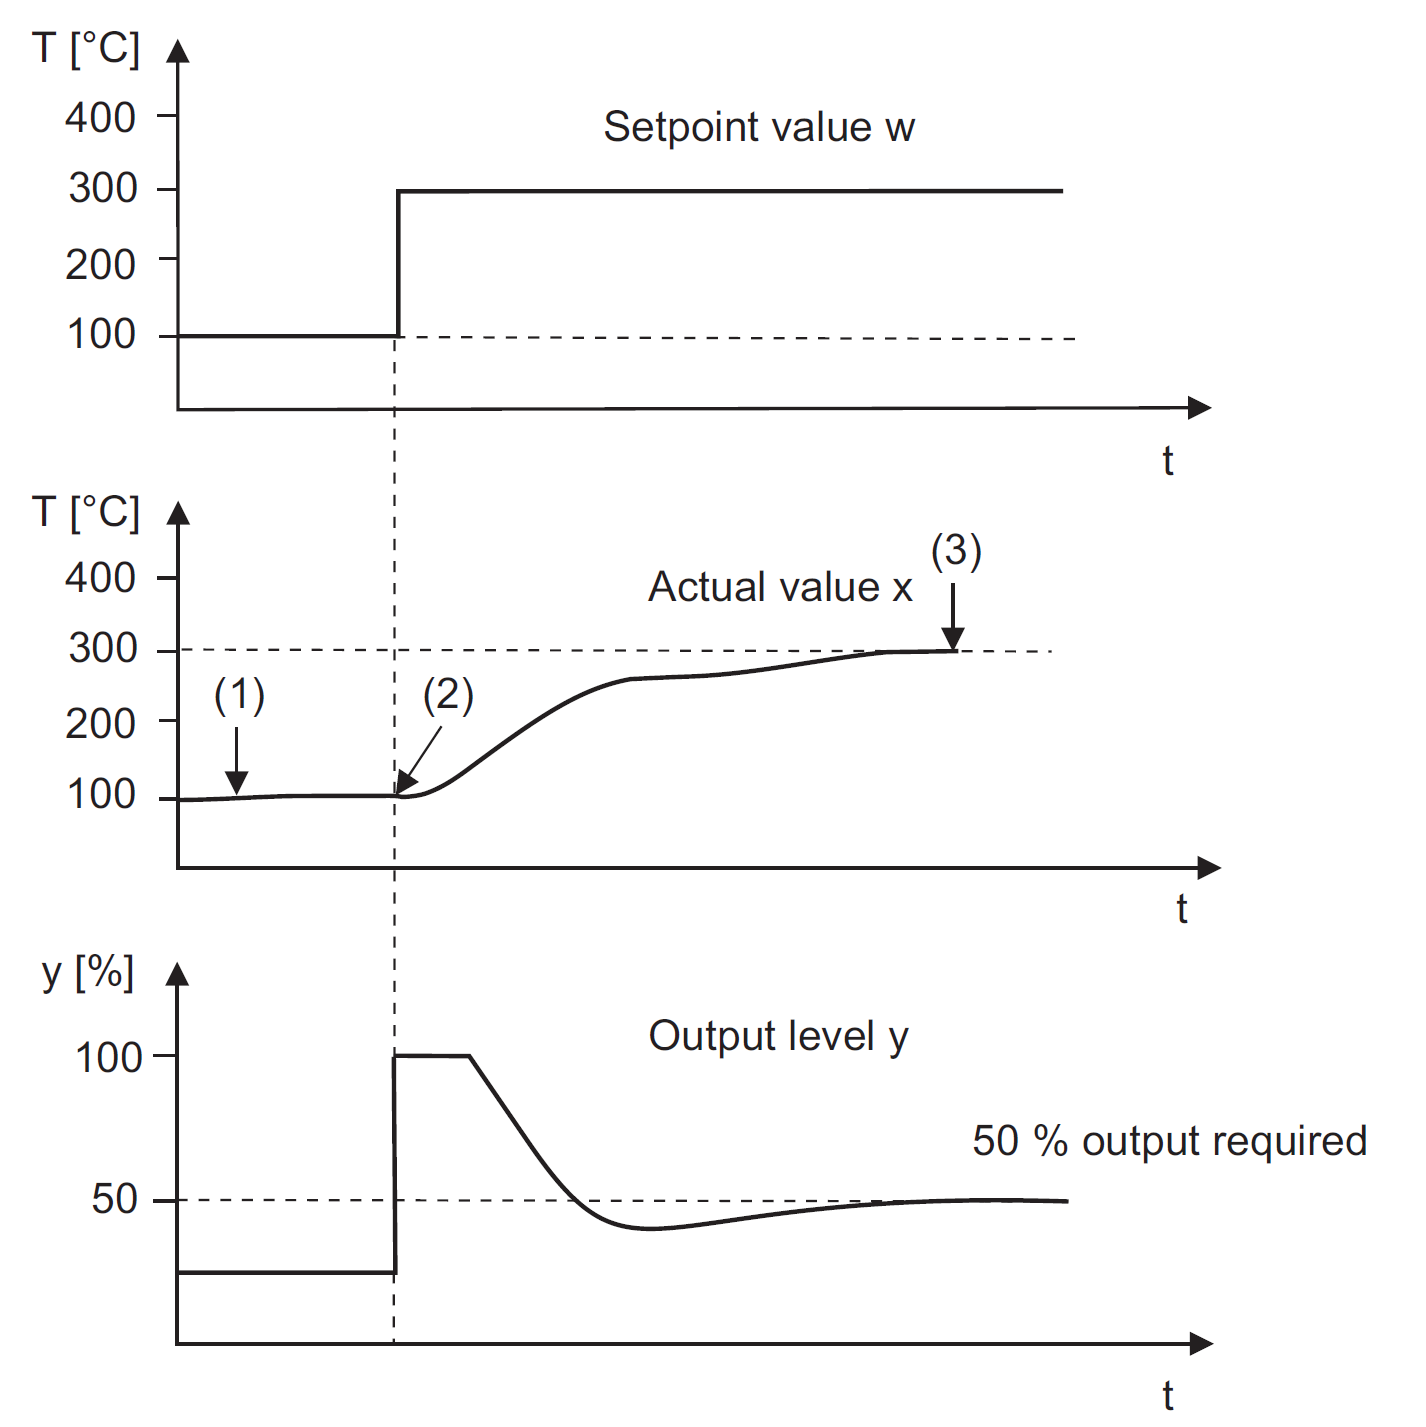 T [°C]
400
Setpoint value w
300
200
100
t
T [°C]
(3)
400
Actual value x
300
(1)
(2)
200
100
t
y [%]
Output level y
100
50 % output required
50
t